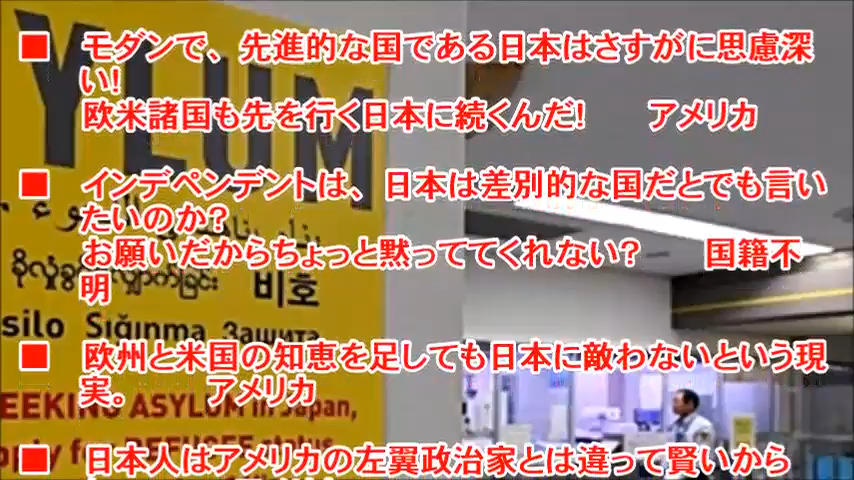 ■ モダンで、先進的な国である日本はさすがに思慮深
い!
欧米諸国も先を行く日本に続くんだ! アメリカ
■ インデペンデントは、日本は差別的な国だとでも言い
たいのか?
お願いだからちょっと黙っててくれない? 国籍不
明
■ 欧州と米国の知恵を足しても日本に敵わないという現
実。 アメリカ
■ 日本人はアメリカの左翼政治家とは違って賢いから
YLUM
비호
silo Sığınma Защита
EEKING ASYLUM in Japan,